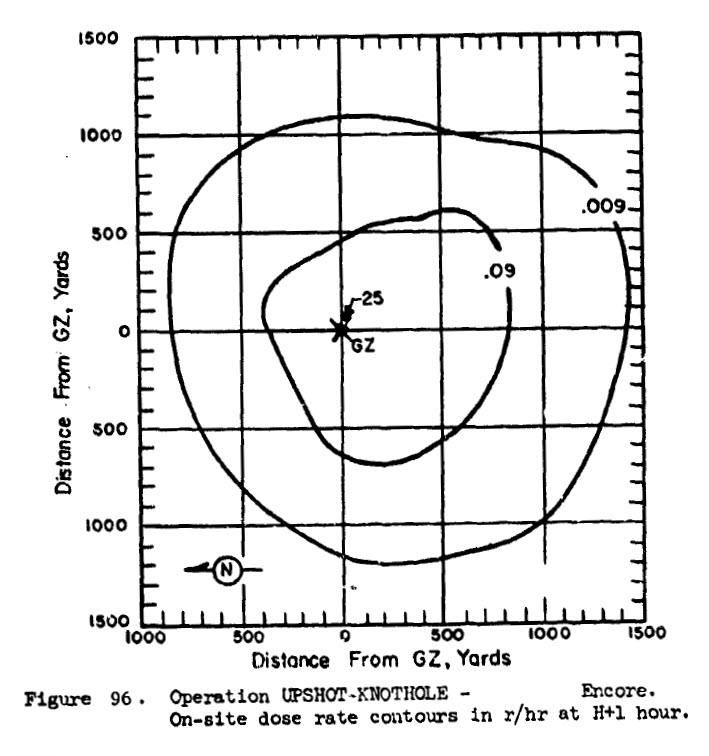 1500
1000
500
0
500
1000
1500
Distance From GZ, Yards
.009
.09
.25
GZ
N
1000 500 0 500 1000 1500
Distance From GZ, Yards
Figure 96. Operation UPSHOT-KNOTHOLE - Encore.
On-site dose rate contours in r/hr at H+1 hour.